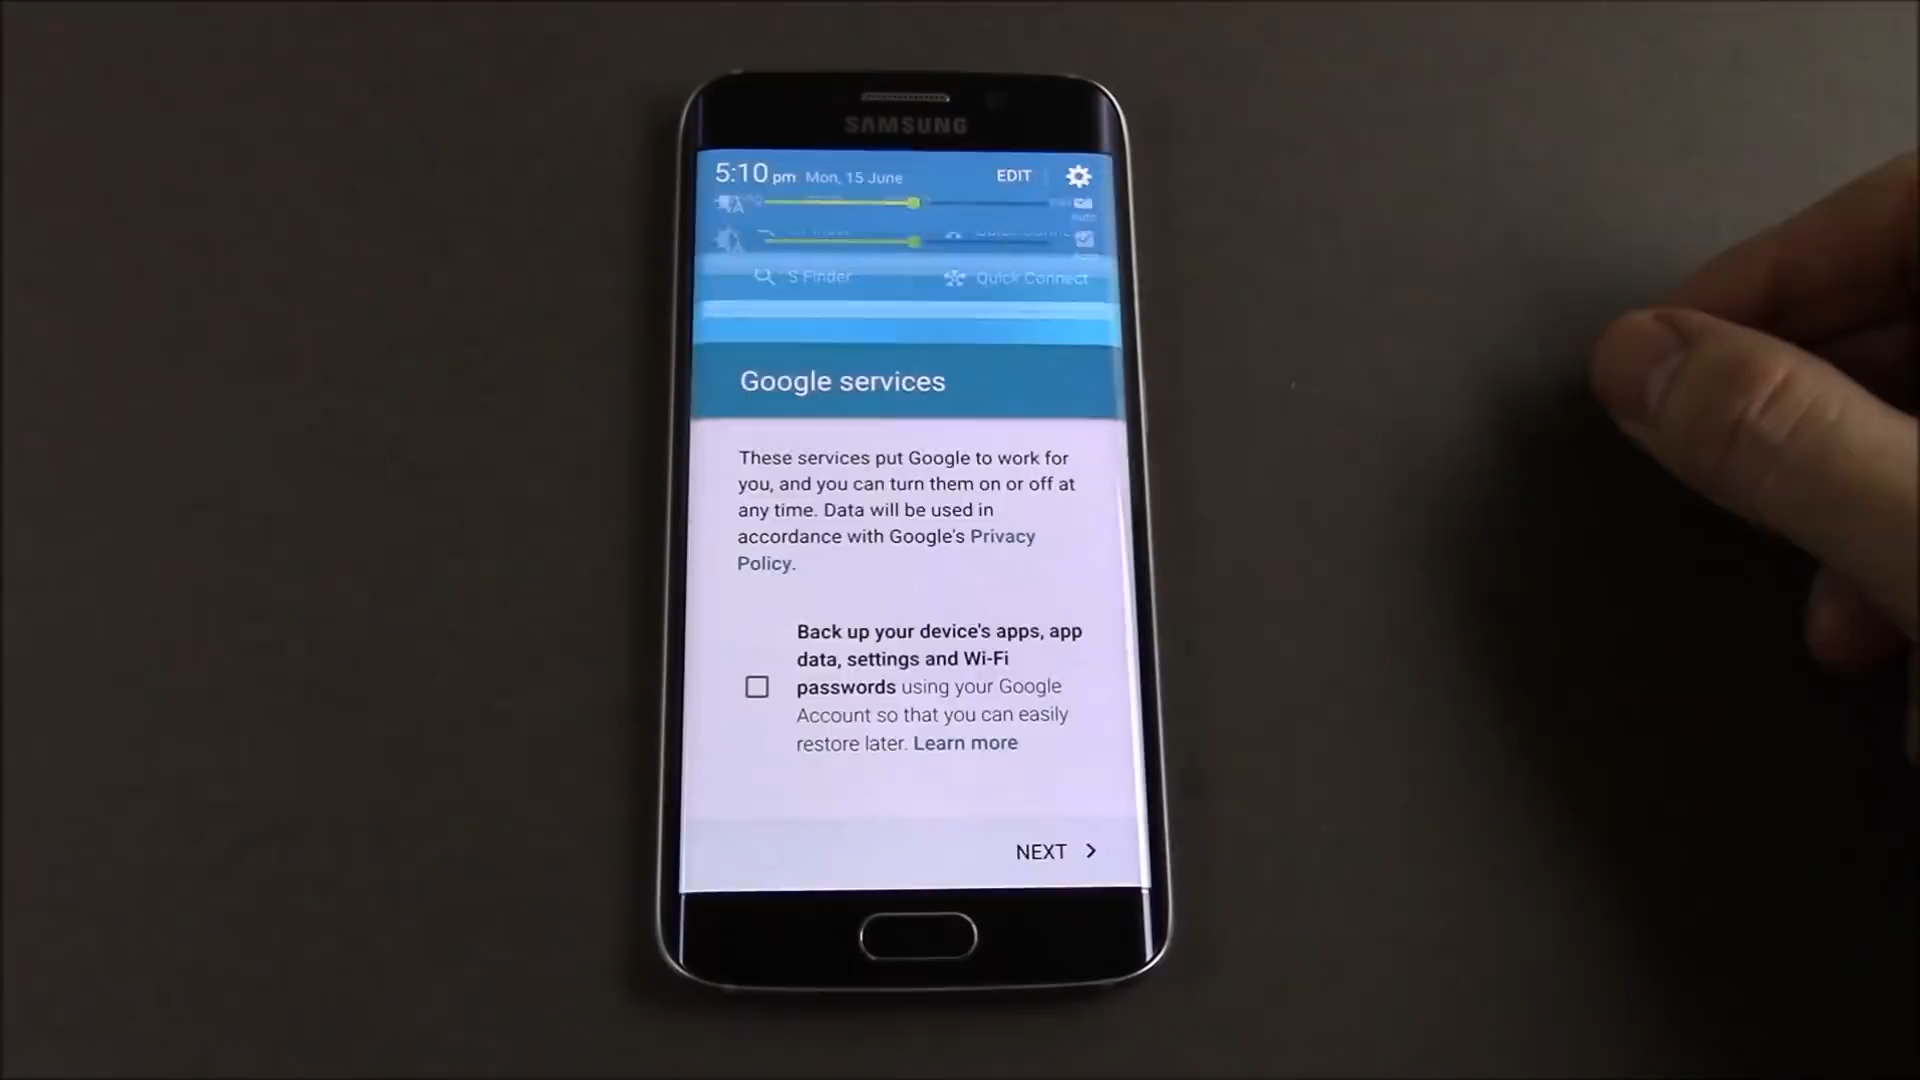 SAMSUNG
5:10 pm Mon, 15 June EDIT
S Finder Quick Connect
Google services
These services put Google to work for
you, and you can turn them on or off at
any time. Data will be used in
accordance with Google's Privacy
Policy.
Back up your device's apps, app
data, settings and Wi-Fi
passwords using your Google
Account so that you can easily
restore later. Learn more
NEXT